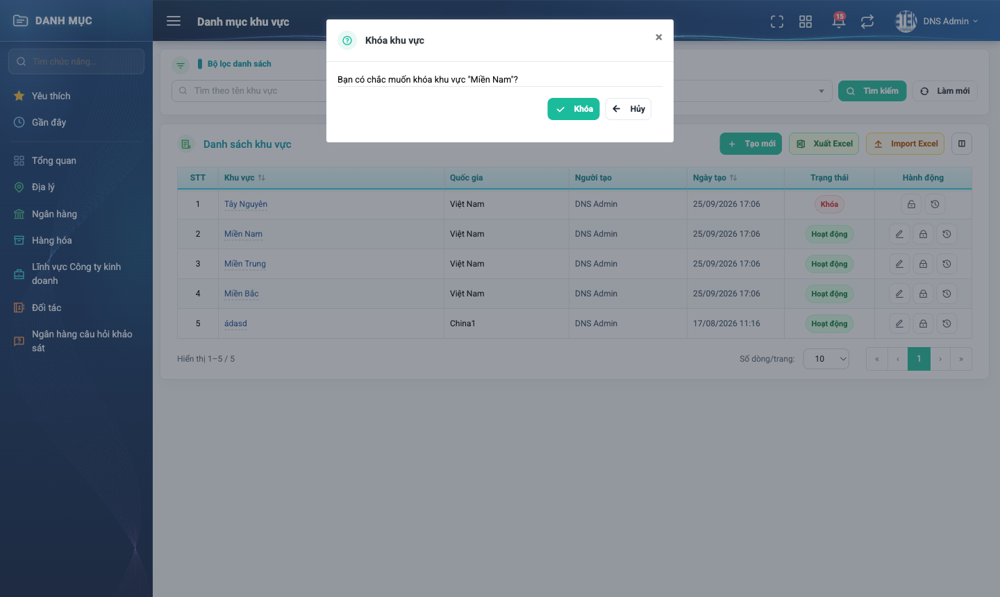 DANH MỤC
Danh mục khu vực
15
DNS Admin
Tìm chức năng...
Yêu thích
Gần đây
Tổng quan
Địa lý
Ngân hàng
Hàng hóa
Lĩnh vực Công ty kinh
doanh
Đối tác
Ngân hàng câu hỏi khảo
sát
Khóa khu vực
×
Bạn có chắc muốn khóa khu vực "Miền Nam"?
Khóa
Hủy
Bộ lọc danh sách
Tìm theo tên khu vực
Tìm kiếm
Làm mới
Danh sách khu vực
Tạo mới
Xuất Excel
Import Excel
STT Khu vực Quốc gia Người tạo Ngày tạo Trạng thái Hành động
1 Tây Nguyên Việt Nam DNS Admin 25/09/2026 17:06 Khóa
2 Miền Nam Việt Nam DNS Admin 25/09/2026 17:06 Hoạt động
3 Miền Trung Việt Nam DNS Admin 25/09/2026 17:06 Hoạt động
4 Miền Bắc Việt Nam DNS Admin 25/09/2026 17:06 Hoạt động
5 ádasd China1 DNS Admin 17/08/2026 11:16 Hoạt động
Hiển thị 1–5 / 5
Số dòng/trang: 10
« ‹ 1 › »